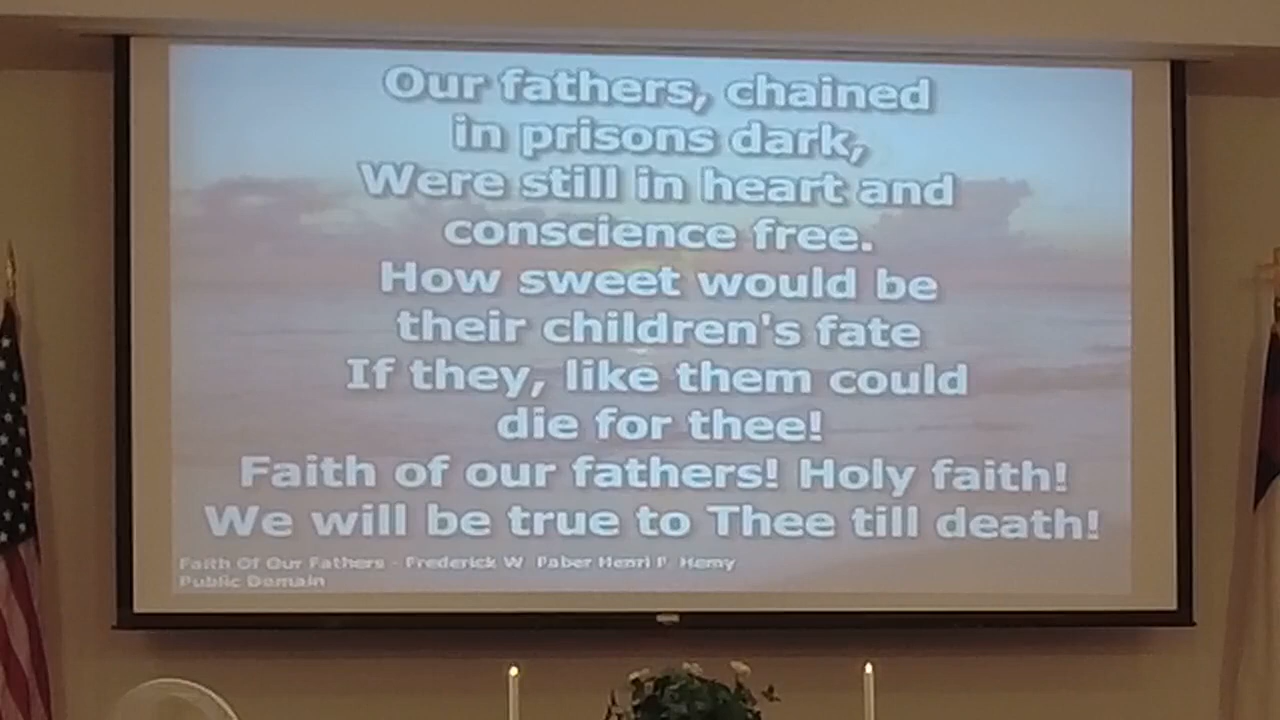 Our fathers, chained
in prisons dark,
Were still in heart and
conscience free.
How sweet would be
their children's fate
If they, like them could
die for thee!
Faith of our fathers! Holy faith!
We will be true to Thee till death!
Faith Of Our Fathers - Frederick W. Faber Henri F. Hemy
Public Domain